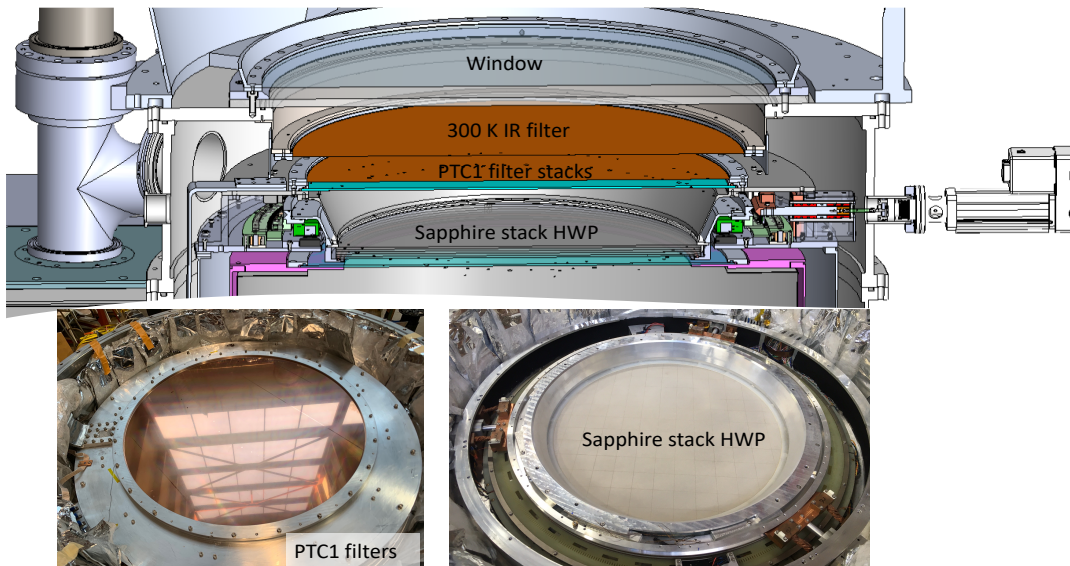 Window
300 K IR filter
PTC1 filter stacks
Sapphire stack HWP
Sapphire stack HWP
PTC1 filters